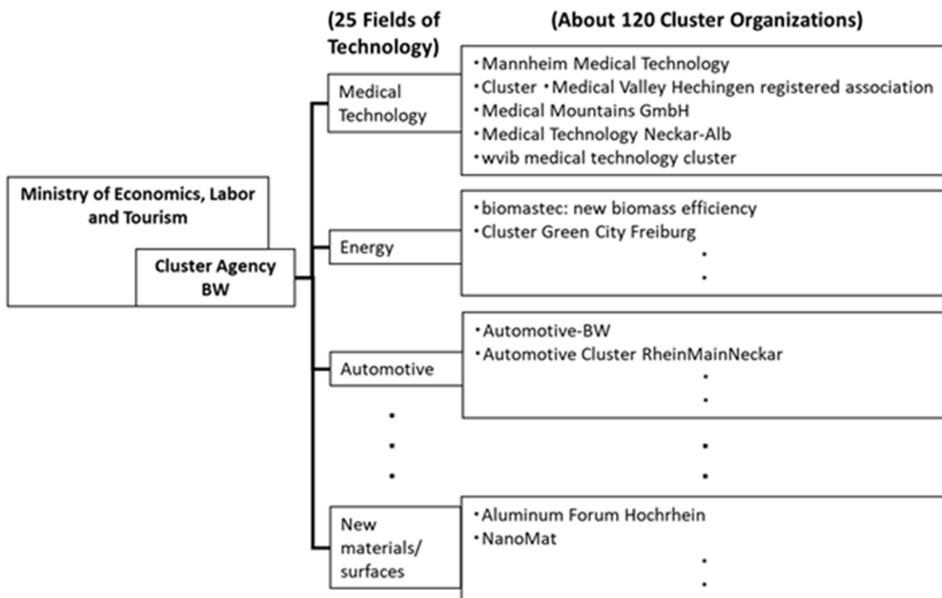 (25 Fields of
Technology)
(About 120 Cluster Organizations)
Ministry of Economics, Labor
and Tourism
Cluster Agency
BW
Medical
Technology
・Mannheim Medical Technology
・Cluster ・Medical Valley Hechingen registered association
・Medical Mountains GmbH
・Medical Technology Neckar-Alb
・wvib medical technology cluster
Energy
・biomastec: new biomass efficiency
・Cluster Green City Freiburg
Automotive
・Automotive-BW
・Automotive Cluster RheinMainNeckar
New
materials/
surfaces
・Aluminum Forum Hochrhein
・NanoMat